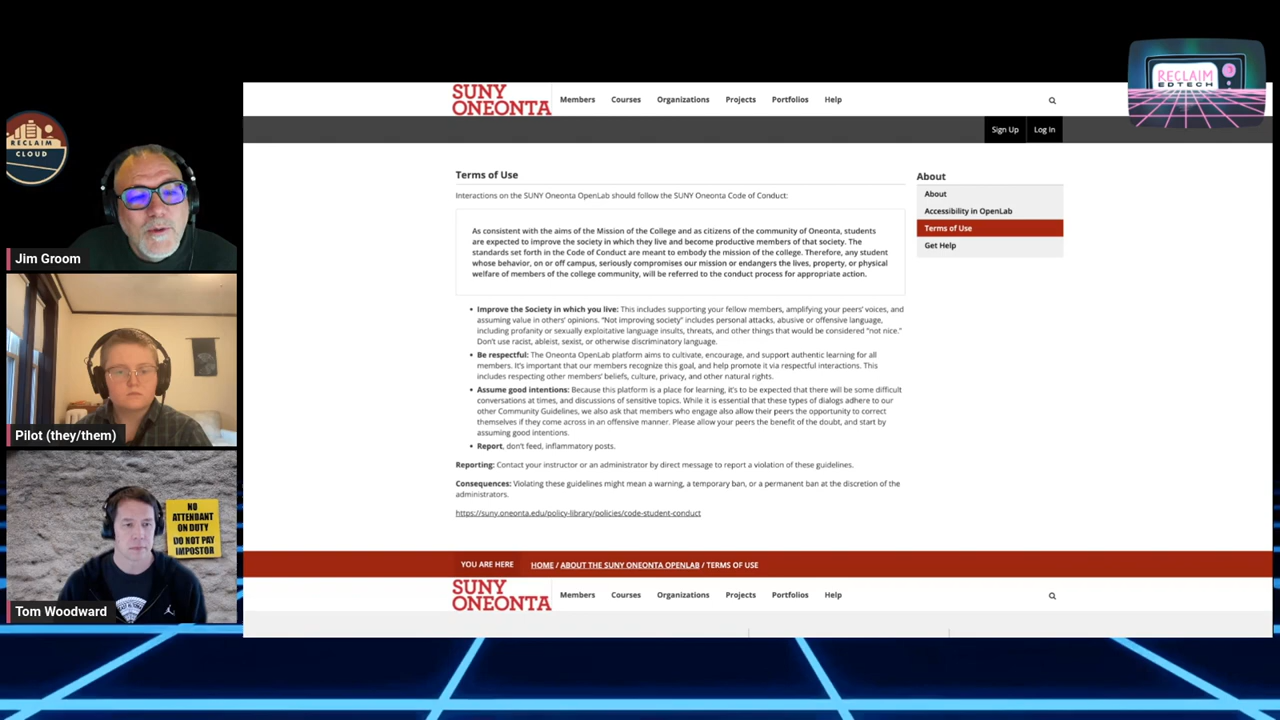 RECLAIM
CLOUD
Jim Groom
Pilot (they/them)
NO
ATTENDANT
ON DUTY
DO NOT PAY
IMPOSTOR
Tom Woodward
RECLAIM
EDTECH
SUNY
ONEONTA
Members Courses Organizations Projects Portfolios Help
Sign Up Log In
Terms of Use
Interactions on the SUNY Oneonta OpenLab should follow the SUNY Oneonta Code of Conduct:
As consistent with the aims of the Mission of the College and as citizens of the community of Oneonta, students
are expected to improve the society in which they live and become productive members of that society. The
standards set forth in the Code of Conduct are meant to embody the mission of the college. Therefore, any student
whose behavior, on or off campus, seriously compromises our mission or endangers the lives, property, or physical
welfare of members of the college community, will be referred to the conduct process for appropriate action.
• Improve the Society in which you live: This includes supporting your fellow members, amplifying your peers' voices, and
assuming value in others' opinions. "Not improving society" includes personal attacks, abusive or offensive language,
including profanity or sexually exploitative language insults, threats, and other things that would be considered "not nice."
Don't use racist, ableist, sexist, or otherwise discriminatory language.
• Be respectful: The Oneonta OpenLab platform aims to cultivate, encourage, and support authentic learning for all
members. It's important that our members recognize this goal, and help promote it via respectful interactions. This
includes respecting other members' beliefs, culture, privacy, and other natural rights.
• Assume good intentions: Because this platform is a place for learning, it's to be expected that there will be some difficult
conversations at times, and discussions of sensitive topics. While it is essential that these types of dialogs adhere to our
other Community Guidelines, we also ask that members who engage also allow their peers the opportunity to correct
themselves if they come across in an offensive manner. Please allow your peers the benefit of the doubt, and start by
assuming good intentions.
• Report, don't feed, inflammatory posts.
Reporting: Contact your instructor or an administrator by direct message to report a violation of these guidelines.
Consequences: Violating these guidelines might mean a warning, a temporary ban, or a permanent ban at the discretion of the
administrators.
https://suny.oneonta.edu/policy-library/policies/code-student-conduct
About
About
Accessibility in OpenLab
Terms of Use
Get Help
YOU ARE HERE HOME / ABOUT THE SUNY ONEONTA OPENLAB / TERMS OF USE
SUNY
ONEONTA
Members Courses Organizations Projects Portfolios Help